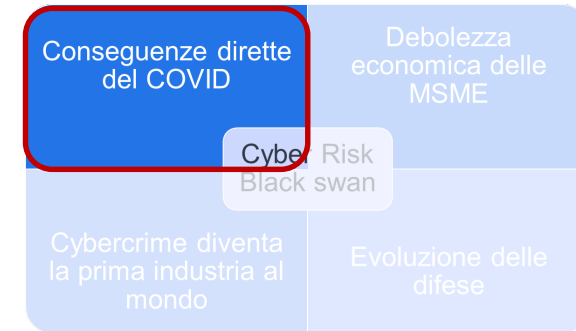 Conseguenze dirette
del COVID
Debolezza
economica delle
MSME
Cyber Risk
Black swan
Cybercrime diventa
la prima industria al
mondo
Evoluzione delle
difese